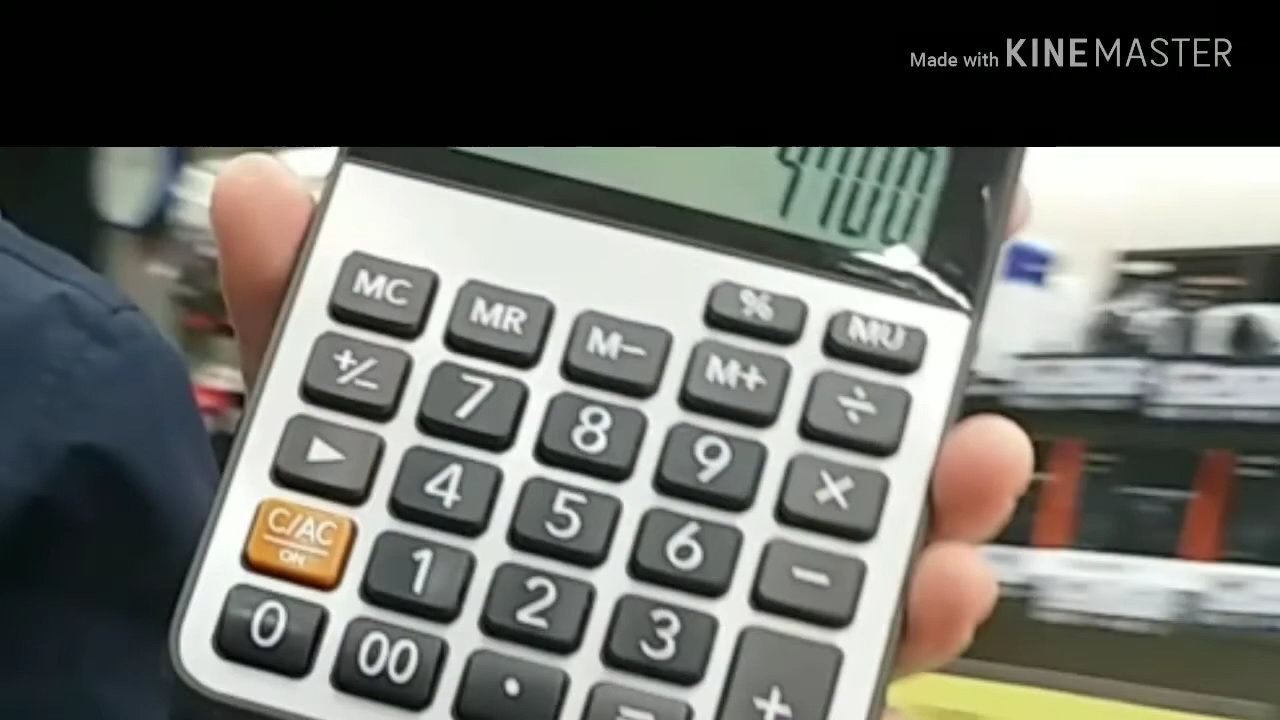 Made with KINEMASTER
MC MR M− % MU
+/− 7 8 9 M+ ÷
▶ 4 5 6 ×
C/AC
ON
1 2 3 −
0 00 . = +